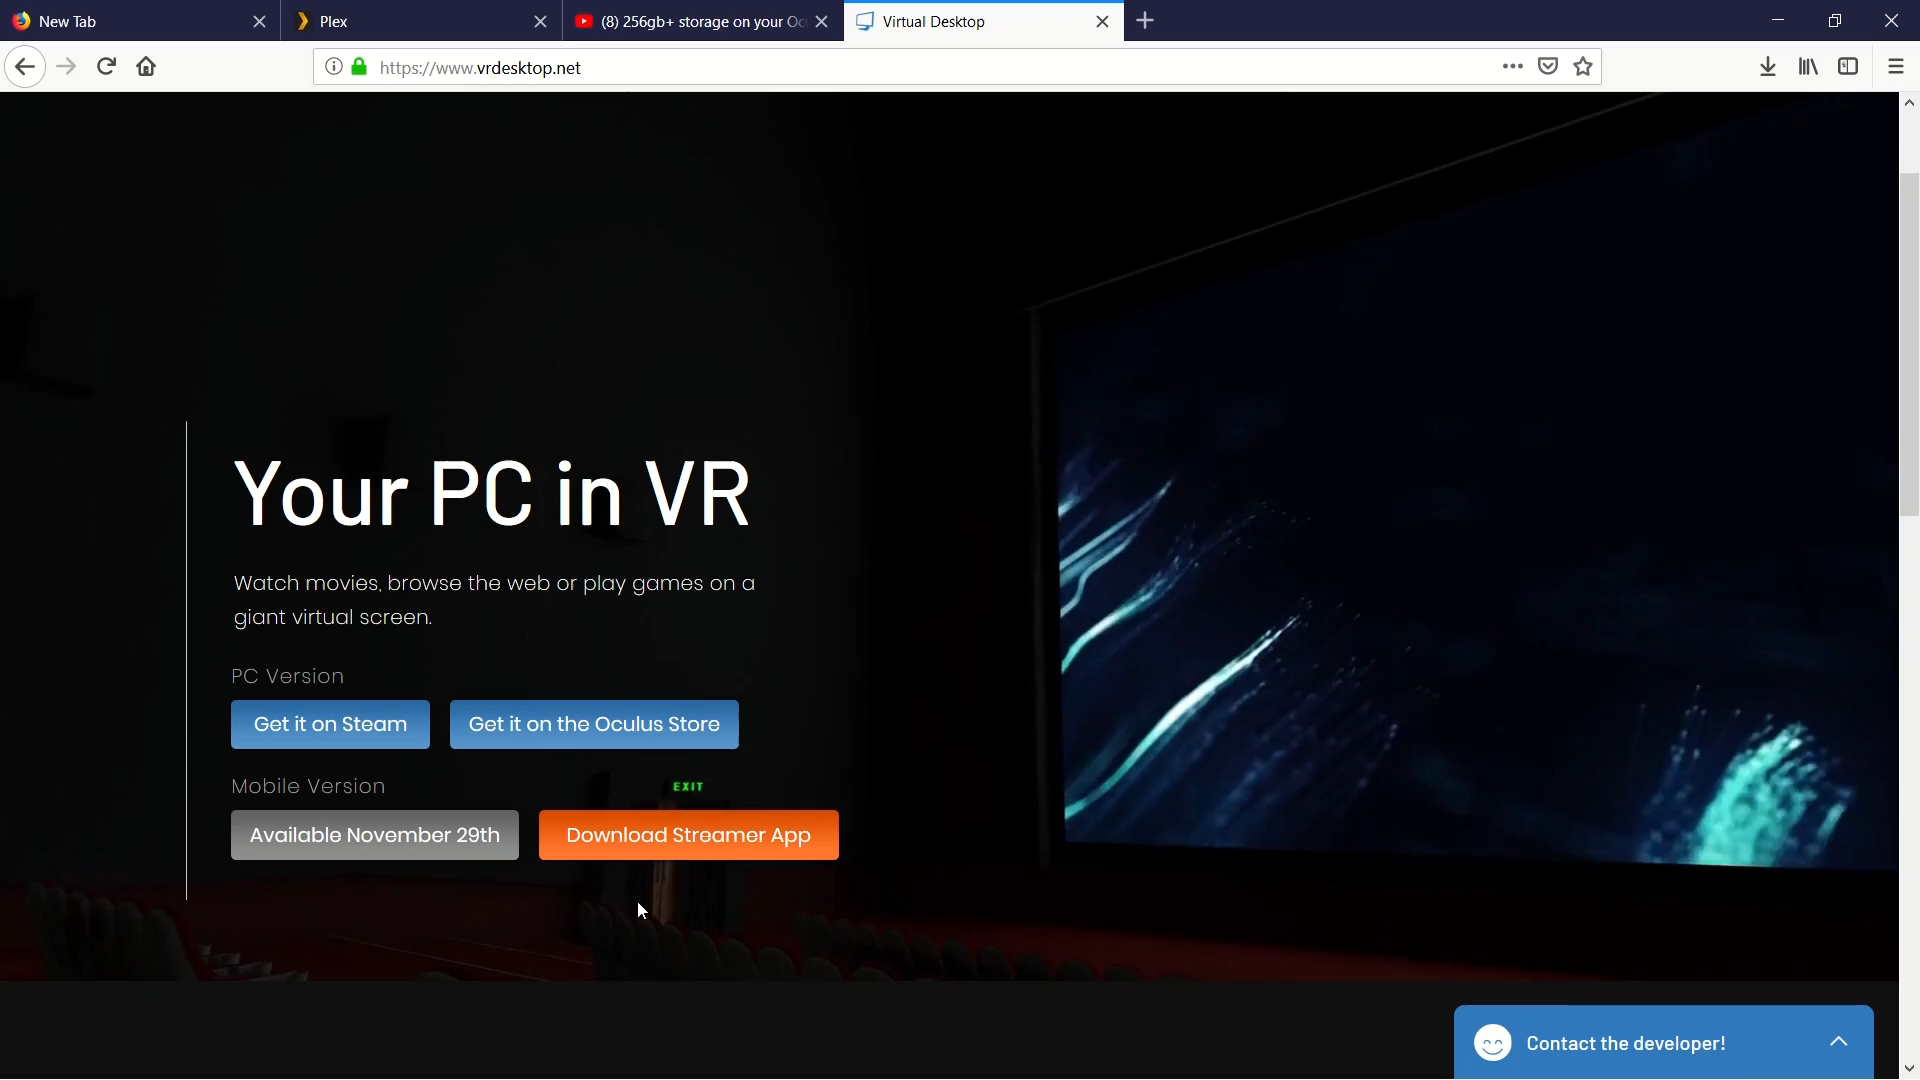 New Tab
Plex
(8) 256gb+ storage on your Oc
Virtual Desktop
https://www.vrdesktop.net
Your PC in VR
Watch movies, browse the web or play games on a
giant virtual screen.
PC Version
Get it on Steam
Get it on the Oculus Store
Mobile Version
EXIT
Available November 29th
Download Streamer App
Contact the developer!